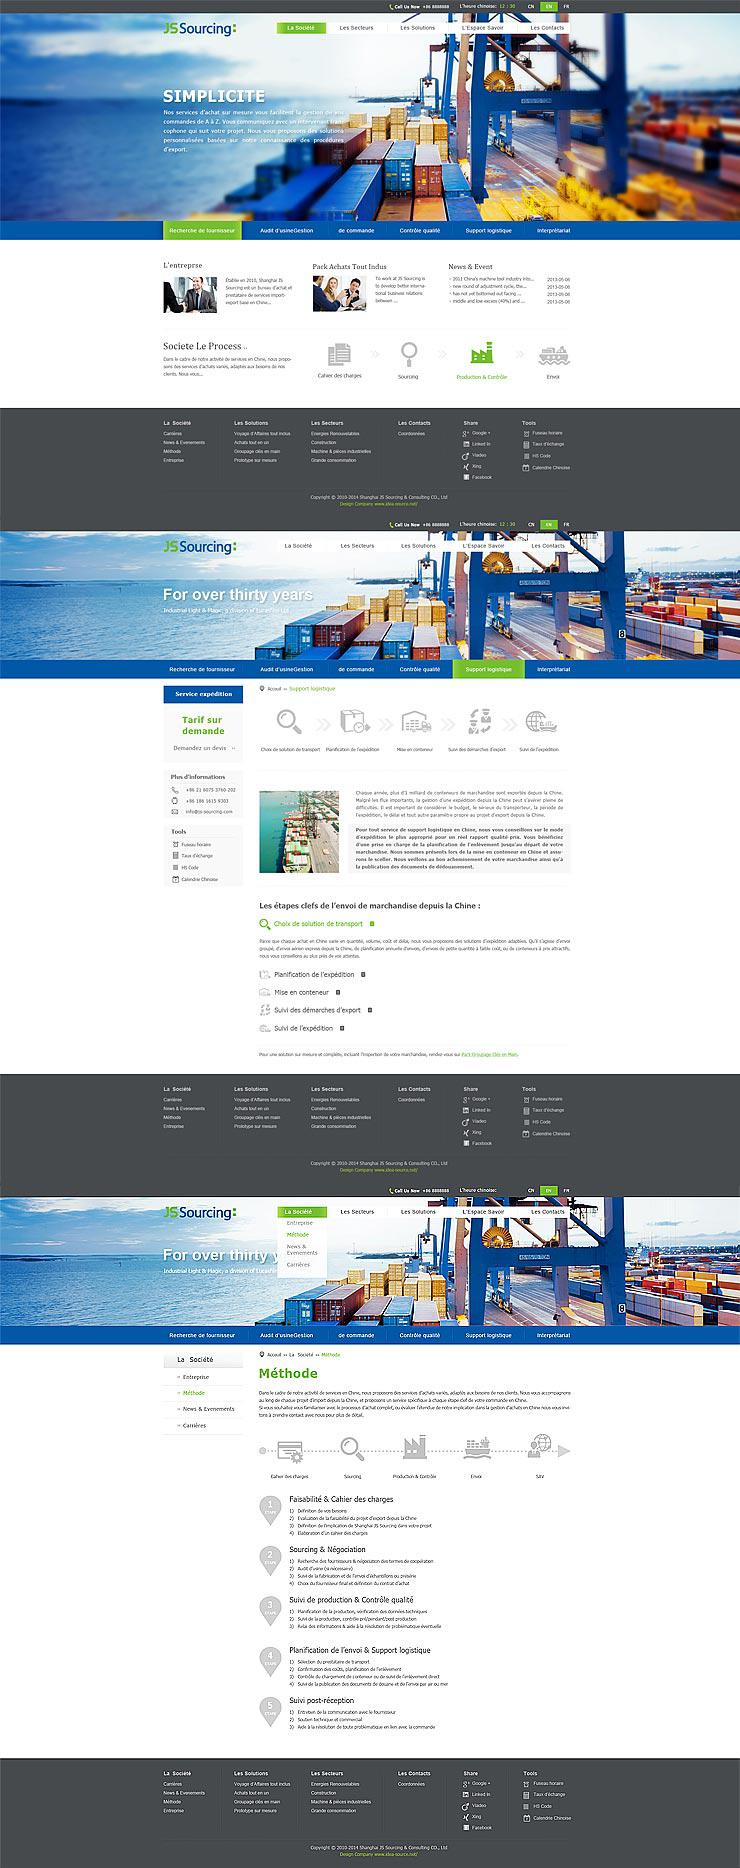 Call Us Now +86 8888888 L'heure chinoise: 12 : 30 CN EN FR
JSSourcing:
La Société Les Secteurs Les Solutions L'Espace Savoir Les Contacts
SIMPLICITE
Nos services d'achat sur mesure vous facilitent la gestion de vos
commandes de A à Z. Vous communiquez avec un intervenant fran-
cophone qui suit votre projet. Nous vous proposons des solutions
personnalisées basées sur notre connaissance des procédures
d'export.
Recherche de fournisseur Audit d'usineGestion de commande Contrôle qualité Support logistique Interprétariat
L'entreprse
Établie en 2010, Shanghai JS
Sourcing est un bureau d'achat et
prestataire de services import-
export basé en Chine...
Pack Achats Tout Indus
To work at JS Sourcing is
to develop better interna-
tional business relations
between ...
News & Event
2011 China's machine tool industry into... 2013-05-06
new round of adjustment cycle, the... 2013-05-06
has not yet bottomed out facing ... 2013-05-06
middle and low excess (40%) and ... 2013-05-06
Societe Le Process
Dans le cadre de notre activité de services en Chine, nous propo-
sons des services d'achats variés, adaptés aux besoins de nos
clients. Nous vous...
Cahier des charges Sourcing Production & Contrôle Envoi
La Société Les Solutions Les Secteurs Les Contacts Share Tools
Carrières Voyage d'Affaires tout inclus Energies Renouvelables Coordonnées Google + Fuseau horaire
News & Evenements Achats tout en un Construction Linked In Taux d'échange
Méthode Groupage clés en main Machine & pièces industrielles Viadeo HS Code
Entreprise Prototype sur mesure Grande consommation Xing Calendrie Chinoise
Facebook
Copyright © 2010-2014 Shanghai JS Sourcing & Consulting CO., Ltd
Design Company www.idea-source.net/
Call Us Now +86 8888888 L'heure chinoise: 12 : 30 CN EN FR
JSSourcing:
La Société Les Secteurs Les Solutions L'Espace Savoir Les Contacts
For over thirty years
Industrial Light & Magic, a division of Lucasfilm Ltd.
Recherche de fournisseur Audit d'usineGestion de commande Contrôle qualité Support logistique Interprétariat
Service expédition
Tarif sur
demande
Demandez un devis
Plus d'informations
+86 21 6075 3760-202
+86 186 1615 9303
info@js-sourcing.com
Tools
Fuseau horaire
Taux d'échange
HS Code
Calendrie Chinoise
Acceuil Support logistique
Choix de solution de transport Planification de l'expédition Mise en conteneur Suivi des démarches d'export Suivi de l'expédition
Chaque année, plus d'1 milliard de conteneurs de marchandise sont exportés depuis la Chine.
Malgré les flux importants, la gestion d'une expédition depuis la Chine peut s'avérer pleine de
difficultés. Il est important de considérer le budget, le sérieux du transporteur, la période de
l'expédition, le délai et tout autre paramètre propre au projet d'export depuis la Chine.
Pour tout service de support logistique en Chine, nous vous conseillons sur le mode
d'expédition le plus approprié pour un réel rapport qualité-prix. Vous bénéficiez
d'une prise en charge de la planification de l'enlèvement jusqu'au départ de votre
marchandise. Nous sommes présents lors de la mise en conteneur en Chine et assu-
rons le sceller. Nous veillons au bon acheminement de votre marchandise ainsi qu'à
la publication des documents de dédouanement.
Les étapes clefs de l'envoi de marchandise depuis la Chine :
Choix de solution de transport
Parce que chaque achat en Chine varie en quantité, volume, coût et délai, nous vous proposons des solutions d'expédition adaptées. Qu'il s'agisse d'envoi
groupé, d'envoi aérien express depuis la Chine, de planification annuelle d'envois, d'envois de petite quantité à faible coût, ou de conteneurs à prix attractifs,
nous vous conseillons au plus près de vos attentes.
Planification de l'expédition
Mise en conteneur
Suivi des démarches d'export
Suivi de l'expédition
Pour une solution sur mesure et complète, incluant l'inspection de votre marchandise, rendez-vous sur Pack Groupage Clés en Main.
La Société Les Solutions Les Secteurs Les Contacts Share Tools
Carrières Voyage d'Affaires tout inclus Energies Renouvelables Coordonnées Google + Fuseau horaire
News & Evenements Achats tout en un Construction Linked In Taux d'échange
Méthode Groupage clés en main Machine & pièces industrielles Viadeo HS Code
Entreprise Prototype sur mesure Grande consommation Xing Calendrie Chinoise
Facebook
Copyright © 2010-2014 Shanghai JS Sourcing & Consulting CO., Ltd
Design Company www.idea-source.net/
Call Us Now +86 8888888 L'heure chinoise: CN EN FR
JSSourcing:
La Société Les Secteurs Les Solutions L'Espace Savoir Les Contacts
Entreprise
Méthode
News &
Evenements
Carrières
For over thirty y
Industrial Light & Magic, a division of Lucasfilm
Recherche de fournisseur Audit d'usineGestion de commande Contrôle qualité Support logistique Interprétariat
La Société
Entreprise
Méthode
News & Evenements
Carrières
Acceuil La Société Méthode
Méthode
Dans le cadre de notre activité de services en Chine, nous proposons des services d'achats variés, adaptés aux besoins de nos clients. Nous vous accompagnons
au long de chaque projet d'import depuis la Chine, et proposons un service spécifique à chaque étape clef de votre commande en Chine.
Si vous souhaitez vous familiariser avec le processus d'achat complet, ou évaluer l'étendue de notre implication dans la gestion d'achats en Chine nous vous invi-
tons à prendre contact avec nous pour plus de détail.
Cahier des charges Sourcing Production & Contrôle Envoi SAV
1 ETAPE
Faisabilité & Cahier des charges
1) Définition de vos besoins
2) Evaluation de la faisabilité du projet d'export depuis la Chine
3) Définition de l'implication de Shanghai JS Sourcing dans votre projet
4) Elaboration d'un cahier des charges
2 ETAPE
Sourcing & Négociation
1) Recherche des fournisseurs & négociation des termes de coopération
2) Audit d'usine (si nécessaire)
3) Suivi de la fabrication et de l'envoi d'échantillons ou présérie
4) Choix du fournisseur final et définition du contrat d'achat
3 ETAPE
Suivi de production & Contrôle qualité
1) Planification de la production, vérification des données techniques
2) Suivi de la production, contrôle pré/pendant/post production
3) Relai des informations & aide à la résolution de problématique éventuelle
4 ETAPE
Planification de l'envoi & Support logistique
1) Sélection du prestataire de transport
2) Confirmation des coûts, planification de l'enlèvement
3) Contrôle du chargement de conteneur ou de suivi de l'enlèvement direct
4) Suivi de la publication des documents de douane et de l'envoi par air ou mer
5 ETAPE
Suivi post-réception
1) Entretien de la communication avec le fournisseur
2) Soutien technique et commercial
3) Aide à la résolution de toute problématique en lien avec la commande
La Société Les Solutions Les Secteurs Les Contacts Share Tools
Carrières Voyage d'Affaires tout inclus Energies Renouvelables Coordonnées Google + Fuseau horaire
News & Evenements Achats tout en un Construction Linked In Taux d'échange
Méthode Groupage clés en main Machine & pièces industrielles Viadeo HS Code
Entreprise Prototype sur mesure Grande consommation Xing Calendrie Chinoise
Facebook
Copyright © 2010-2014 Shanghai JS Sourcing & Consulting CO., Ltd
Design Company www.idea-source.net/